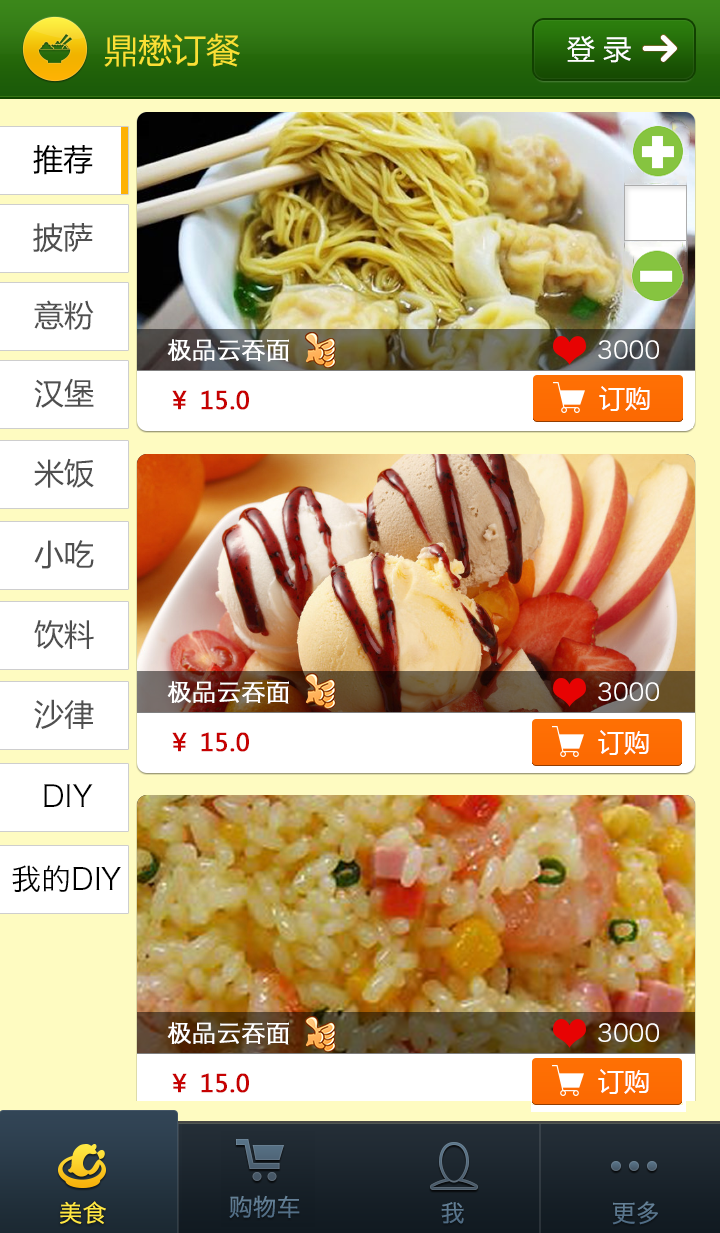 鼎懋订餐
登录
推荐
披萨
意粉
汉堡
米饭
小吃
饮料
沙律
DIY
我的DIY
极品云吞面 3000
¥ 15.0 订购
极品云吞面 3000
¥ 15.0 订购
极品云吞面 3000
¥ 15.0 订购
美食 购物车 我 更多